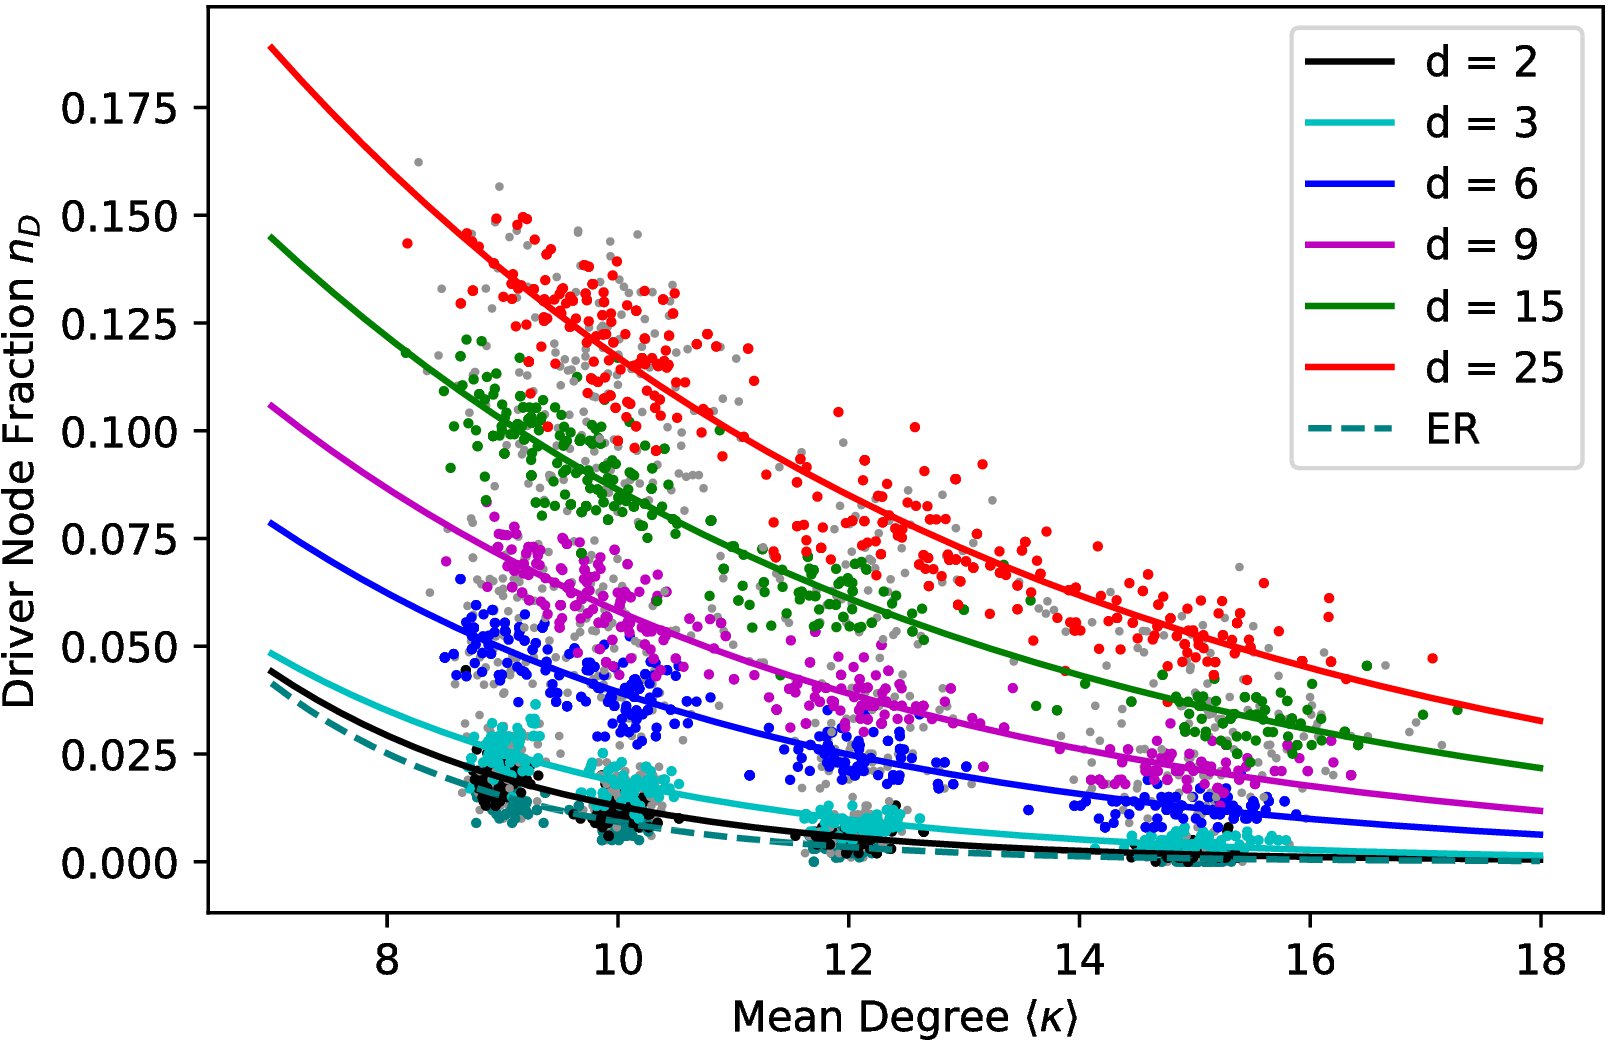 Driver Node Fraction n_D
0.175
0.150
0.125
0.100
0.075
0.050
0.025
0.000
8 10 12 14 16 18
Mean Degree ⟨κ⟩
d = 2
d = 3
d = 6
d = 9
d = 15
d = 25
ER